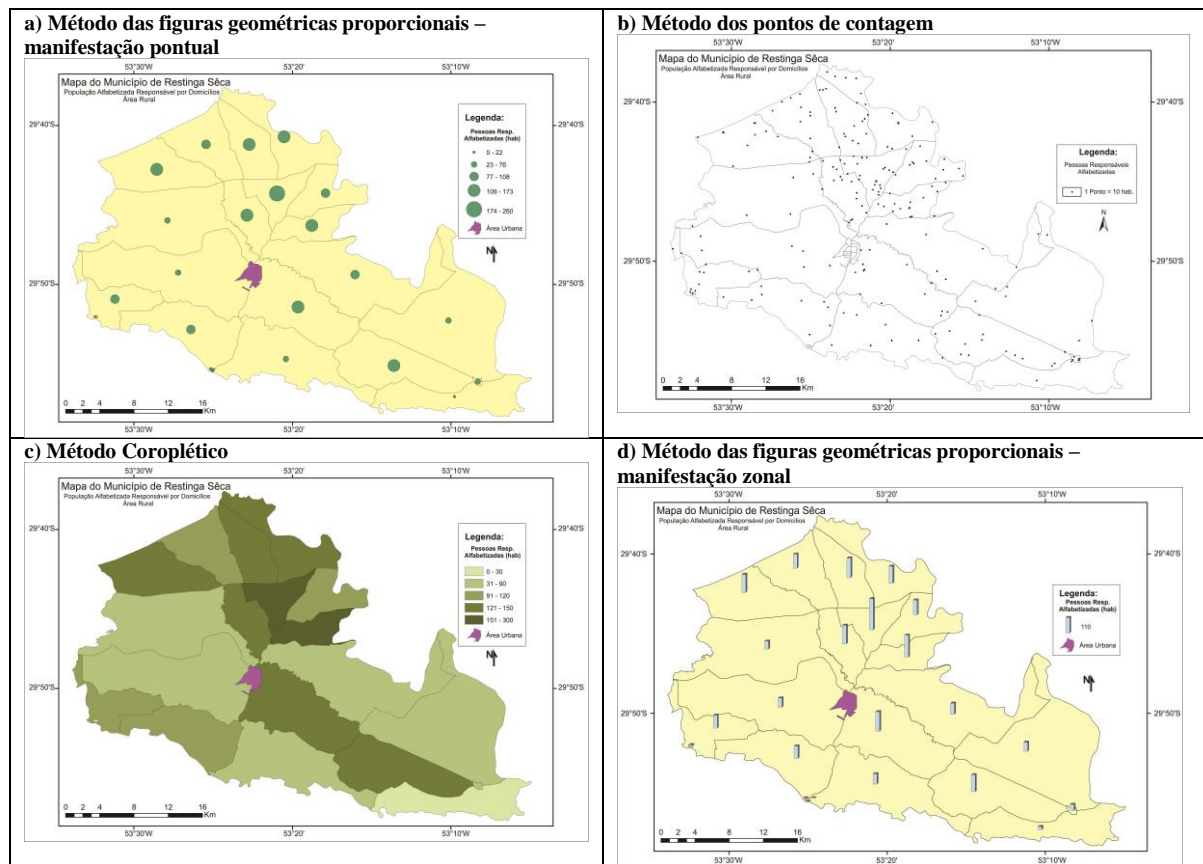 a) Método das figuras geométricas proporcionais –
manifestação pontual
53°30'W
53°20'
53°10'W
Mapa do Município de Restinga Sêca
População Alfabetizada Responsável por Domicílios
Área Rural
29°40'S
29°40'S
Legenda:
Pessoas Resp.
Alfabetizadas (hab)
0 - 22
23 - 76
77 - 108
109 - 173
174 - 260
Área Urbana
N
29°50'S
29°50'S
0 2 4 8 12 16
Km
53°30'W
53°20'
53°10'W
b) Método dos pontos de contagem
53°30'W
53°20'W
53°10'W
Mapa do Município de Restinga Sêca
População Alfabetizada Responsável por Domicílios
Área Rural
29°40'S
29°40'S
Legenda:
Pessoas Responsáveis
Alfabetizadas
1 Ponto = 10 hab.
N
29°50'S
29°50'S
0 2 4 8 12 16
Km
53°30'W
53°20'W
53°10'W
c) Método Coroplético
53°30'W
53°20'
53°10'W
Mapa do Município de Restinga Sêca
População Alfabetizada Responsável por Domicílios
Área Rural
29°40'S
29°40'S
Legenda:
Pessoas Resp.
Alfabetizadas (hab)
0 - 30
31 - 90
91 - 120
121 - 150
151 - 300
Área Urbana
N
29°50'S
29°50'S
0 2 4 8 12 16
Km
53°30'W
53°20'
53°10'W
d) Método das figuras geométricas proporcionais –
manifestação zonal
53°30'W
53°20'W
53°10'W
Mapa do Município de Restinga Sêca
População Alfabetizada Responsável por Domicílios
Área Rural
29°40'S
29°40'S
Legenda:
Pessoas Resp.
Alfabetizadas (hab)
110
Área Urbana
N
29°50'S
29°50'S
0 2 4 8 12 16
Km
53°30'W
53°20'W
53°10'W